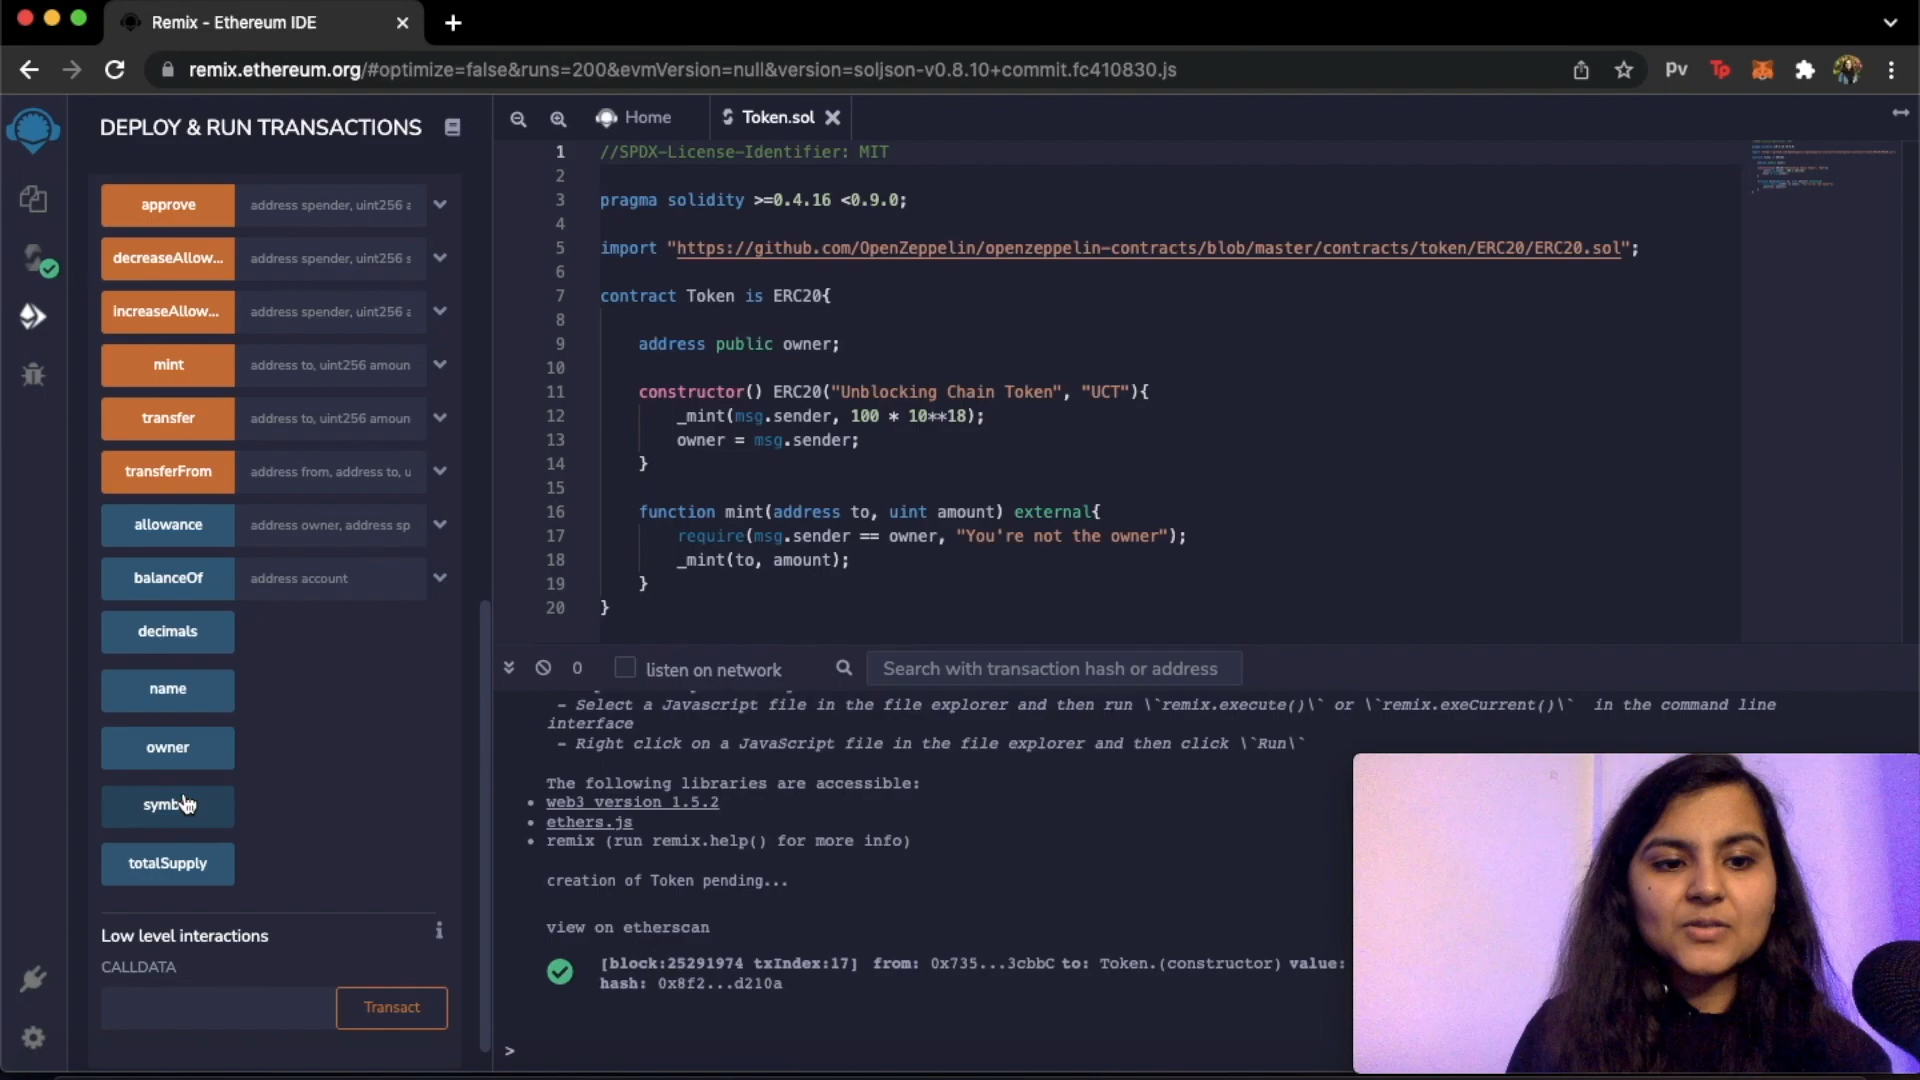 Remix - Ethereum IDE
remix.ethereum.org/#optimize=false&runs=200&evmVersion=null&version=soljson-v0.8.10+commit.fc410830.js
pv
Tp
DEPLOY & RUN TRANSACTIONS
approve address spender, uint256 a
decreaseAllow... address spender, uint256 s
increaseAllow... address spender, uint256 a
mint address to, uint256 amoun
transfer address to, uint256 amoun
transferFrom address from, address to, u
allowance address owner, address sp
balanceOf address account
decimals
name
owner
totalSupply
Low level interactions
CALLDATA
Transact
Home
Token.sol
1 //SPDX-License-Identifier: MIT
2
3 pragma solidity >=0.4.16 <0.9.0;
4
5 import "https://github.com/OpenZeppelin/openzeppelin-contracts/blob/master/contracts/token/ERC20/ERC20.sol";
6
7 contract Token is ERC20{
8
9 address public owner;
10
11 constructor() ERC20("Unblocking Chain Token", "UCT"){
12 _mint(msg.sender, 100 * 10**18);
13 owner = msg.sender;
14 }
15
16 function mint(address to, uint amount) external{
17 require(msg.sender == owner, "You're not the owner");
18 _mint(to, amount);
19 }
20 }
0 listen on network Search with transaction hash or address
- Select a Javascript file in the file explorer and then run \`remix.execute()\` or \`remix.exeCurrent()\` in the command line
interface
- Right click on a JavaScript file in the file explorer and then click \`Run\`
The following libraries are accessible:
• web3 version 1.5.2
• ethers.js
• remix (run remix.help() for more info)
creation of Token pending...
view on etherscan
[block:25291974 txIndex:17] from: 0x735...3cbbC to: Token.(constructor) value:
hash: 0x8f2...d210a
>